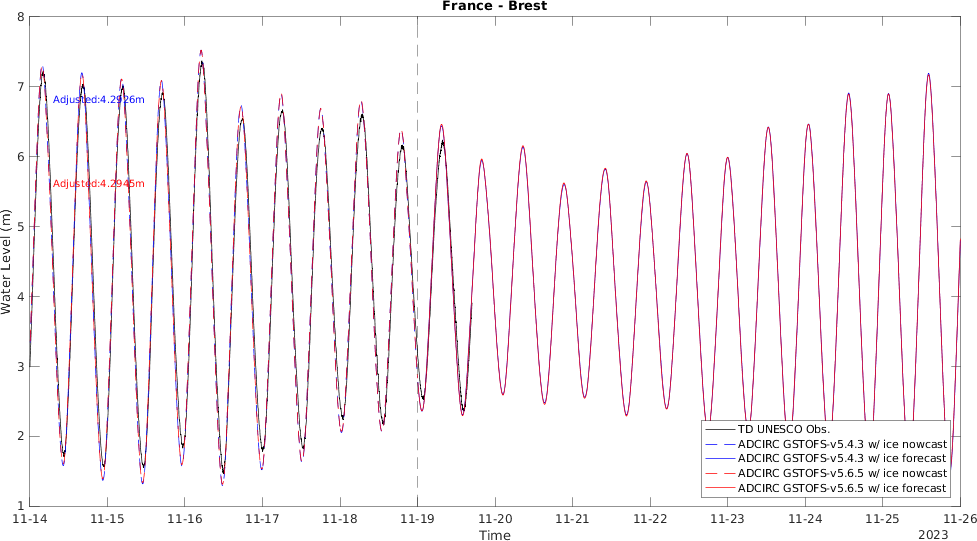 France - Brest
8
7
6
5
4
3
2
1
Water Level (m)
Adjusted:4.2926m
Adjusted:4.2945m
TD UNESCO Obs.
ADCIRC GSTOFS-v5.4.3 w/ ice nowcast
ADCIRC GSTOFS-v5.4.3 w/ ice forecast
ADCIRC GSTOFS-v5.6.5 w/ ice nowcast
ADCIRC GSTOFS-v5.6.5 w/ ice forecast
11-14 11-15 11-16 11-17 11-18 11-19 11-20 11-21 11-22 11-23 11-24 11-25 11-26
Time
2023